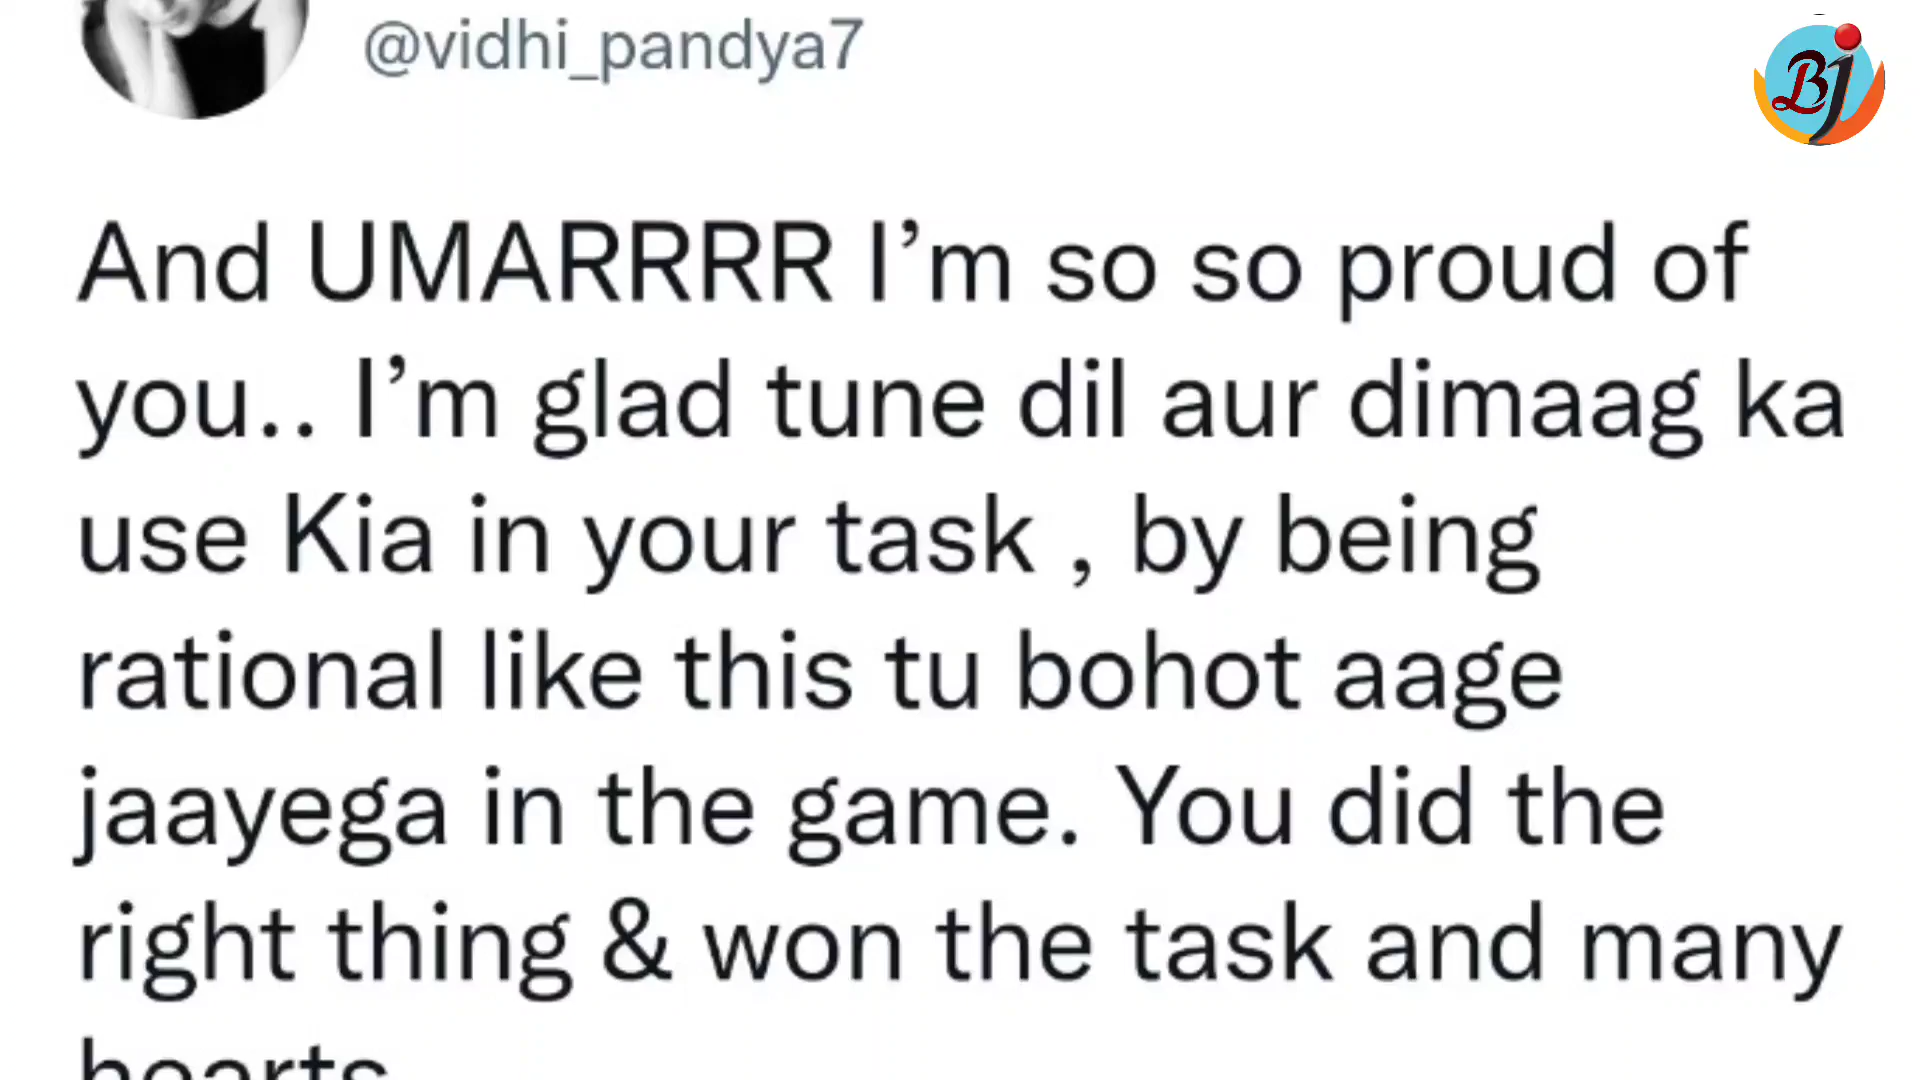 @vidhi_pandya7
BJ
And UMARRRR I’m so so proud of
you.. I’m glad tune dil aur dimaag ka
use Kia in your task , by being
rational like this tu bohot aage
jaayega in the game. You did the
right thing & won the task and many
hearts